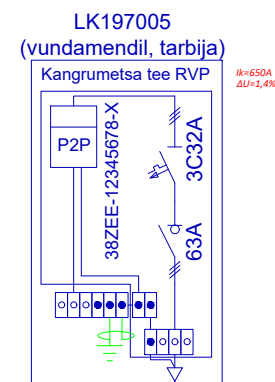 LK197005
(vundamendil, tarbija)
Kangrumetsa tee RVP
Ik=650A
ΔU=1,4%
P2P
38ZEE-12345678-X
3C32A
63A